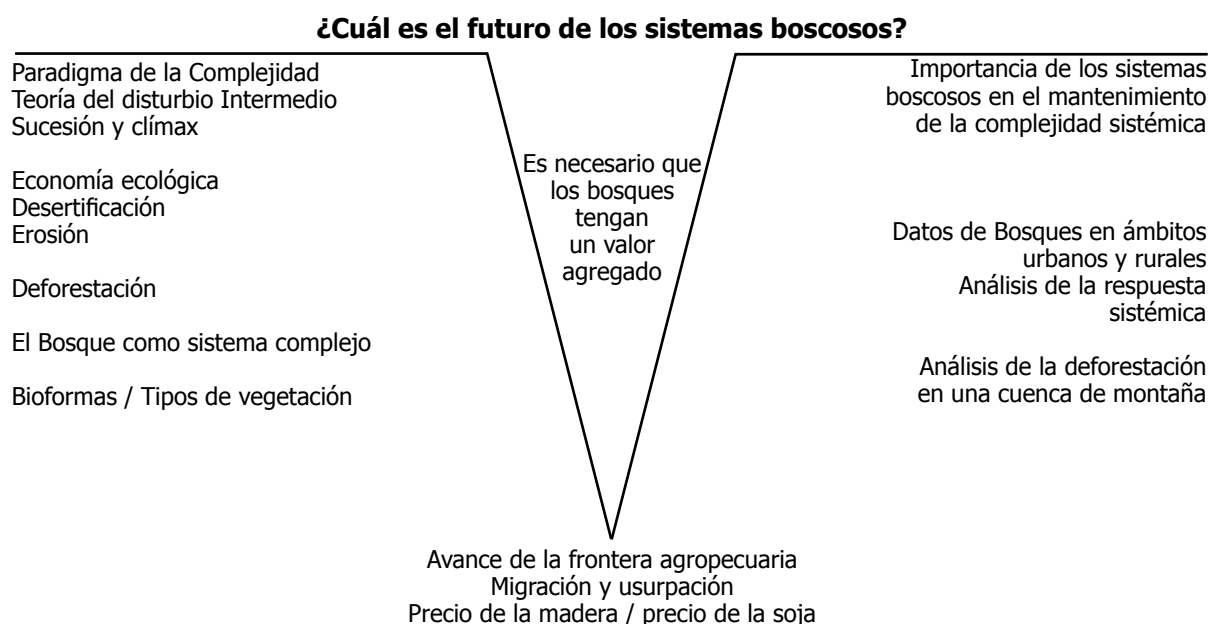 ¿Cuál es el futuro de los sistemas boscosos?
Paradigma de la Complejidad
Teoría del disturbio Intermedio
Sucesión y clímax
Economía ecológica
Desertificación
Erosión
Deforestación
El Bosque como sistema complejo
Bioformas / Tipos de vegetación
Es necesario que
los bosques
tengan
un valor
agregado
Importancia de los sistemas
boscosos en el mantenimiento
de la complejidad sistémica
Datos de Bosques en ámbitos
urbanos y rurales
Análisis de la respuesta
sistémica
Análisis de la deforestación
en una cuenca de montaña
Avance de la frontera agropecuaria
Migración y usurpación
Precio de la madera / precio de la soja